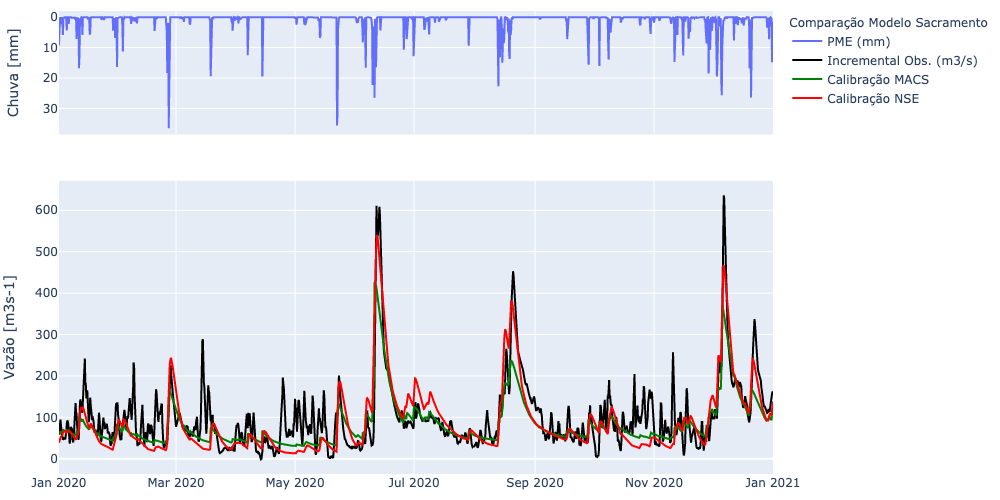 0
10
20
30
Chuva [mm]
Comparação Modelo Sacramento
PME (mm)
Incremental Obs. (m3/s)
Calibração MACS
Calibração NSE
600
500
400
300
200
100
0
Vazão [m3s-1]
Jan 2020
Mar 2020
May 2020
Jul 2020
Sep 2020
Nov 2020
Jan 2021